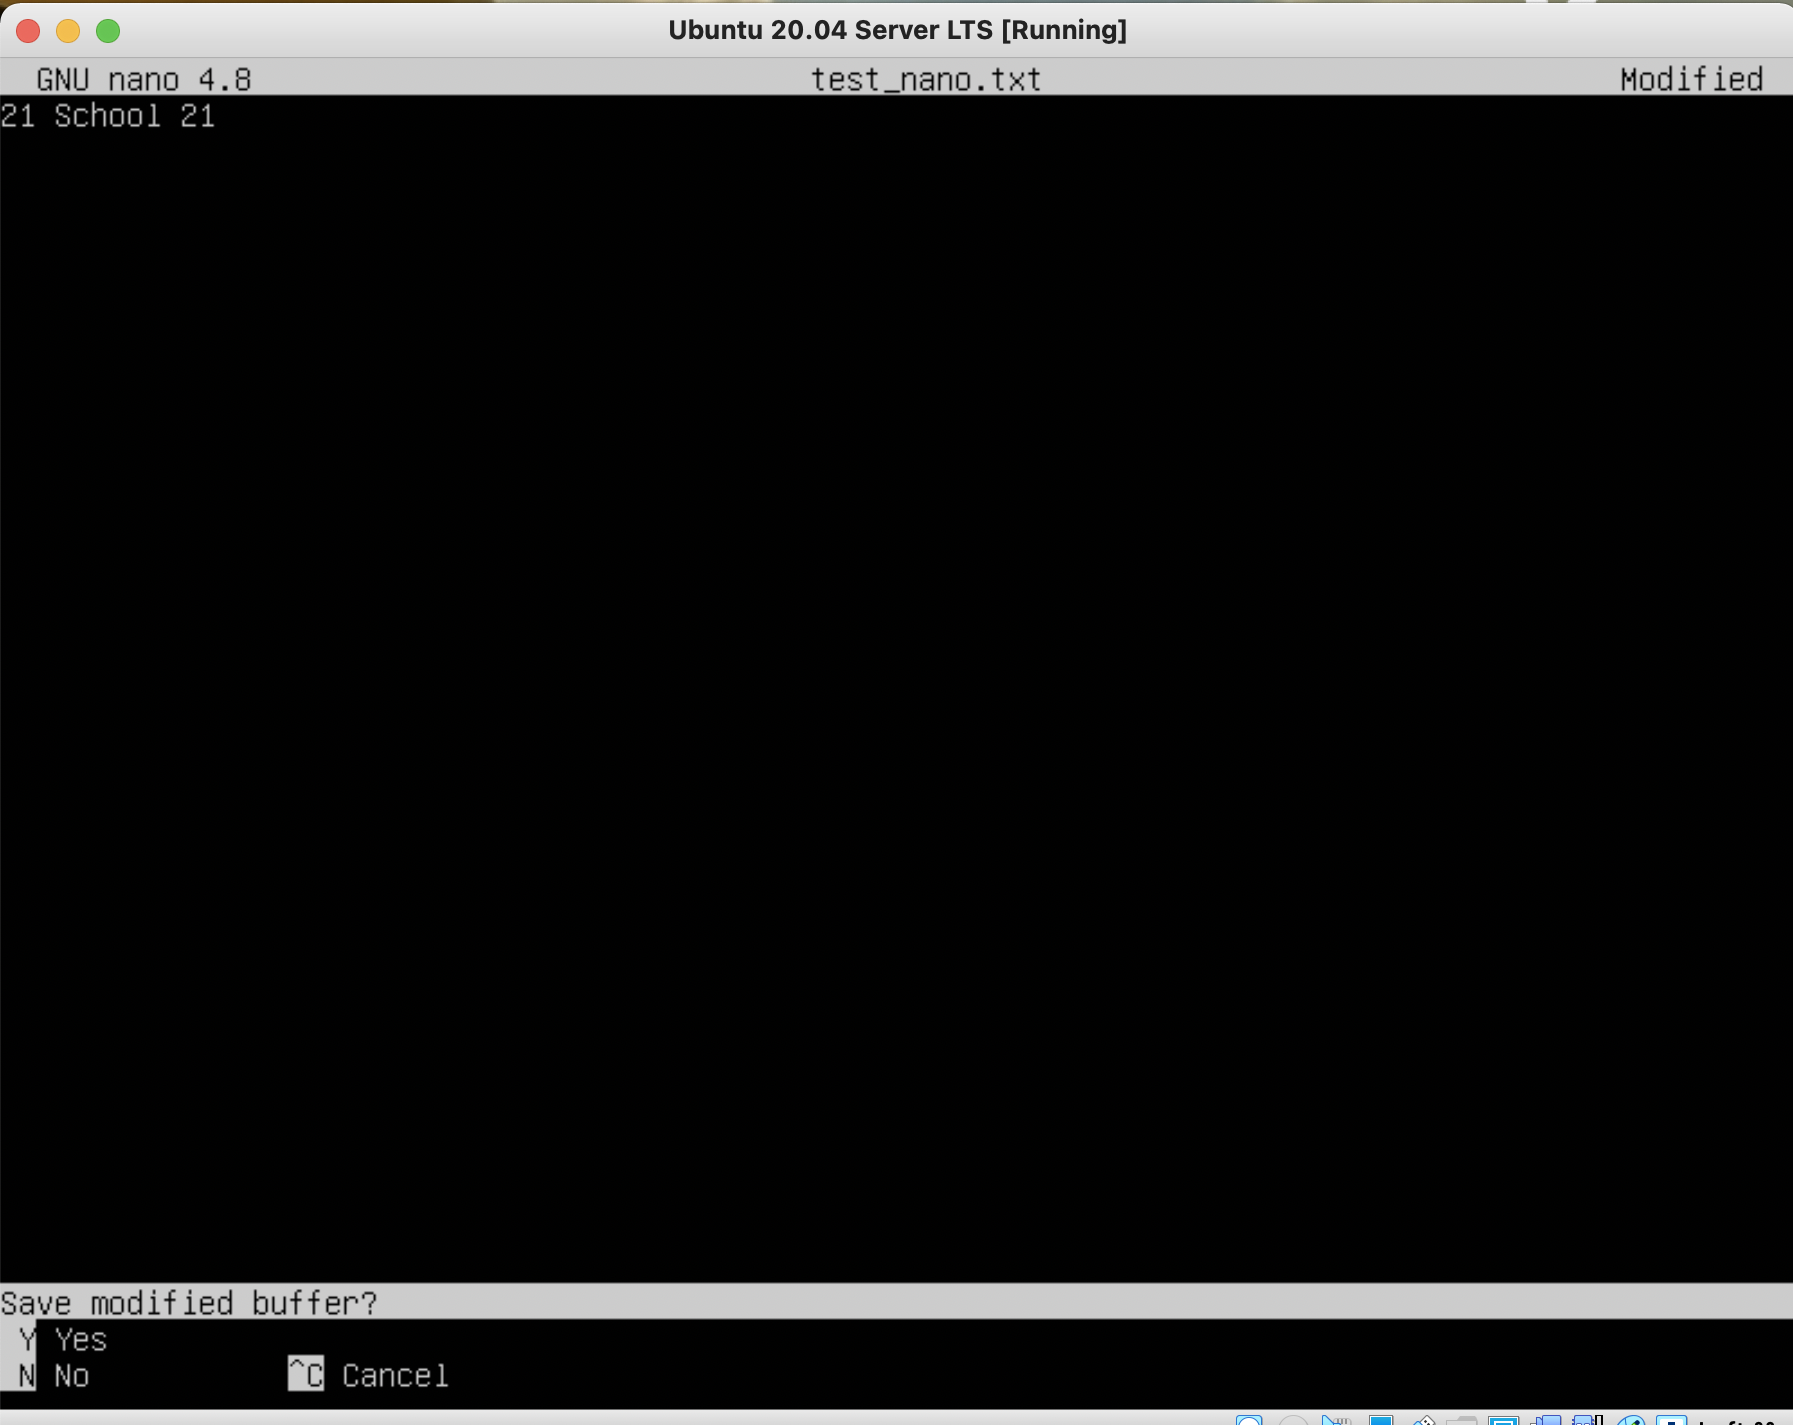 Ubuntu 20.04 Server LTS [Running]
GNU nano 4.8 test_nano.txt Modified
21 School 21
Save modified buffer?
Y Yes
N No ^C Cancel